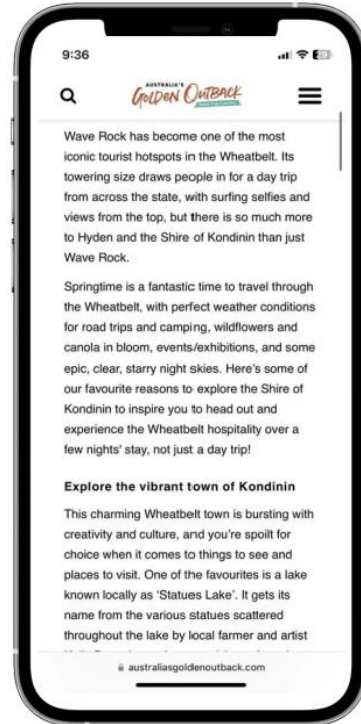 9:36
AUSTRALIA'S
GOLDEN OUTBACK
Wave Rock has become one of the most
iconic tourist hotspots in the Wheatbelt. Its
towering size draws people in for a day trip
from across the state, with surfing selfies and
views from the top, but there is so much more
to Hyden and the Shire of Kondinin than just
Wave Rock.
Springtime is a fantastic time to travel through
the Wheatbelt, with perfect weather conditions
for road trips and camping, wildflowers and
canola in bloom, events/exhibitions, and some
epic, clear, starry night skies. Here's some of
our favourite reasons to explore the Shire of
Kondinin to inspire you to head out and
experience the Wheatbelt hospitality over a
few nights' stay, not just a day trip!
Explore the vibrant town of Kondinin
This charming Wheatbelt town is bursting with
creativity and culture, and you're spoilt for
choice when it comes to things to see and
places to visit. One of the favourites is a lake
known locally as 'Statues Lake'. It gets its
name from the various statues scattered
throughout the lake by local farmer and artist
australiasgoldenoutback.com